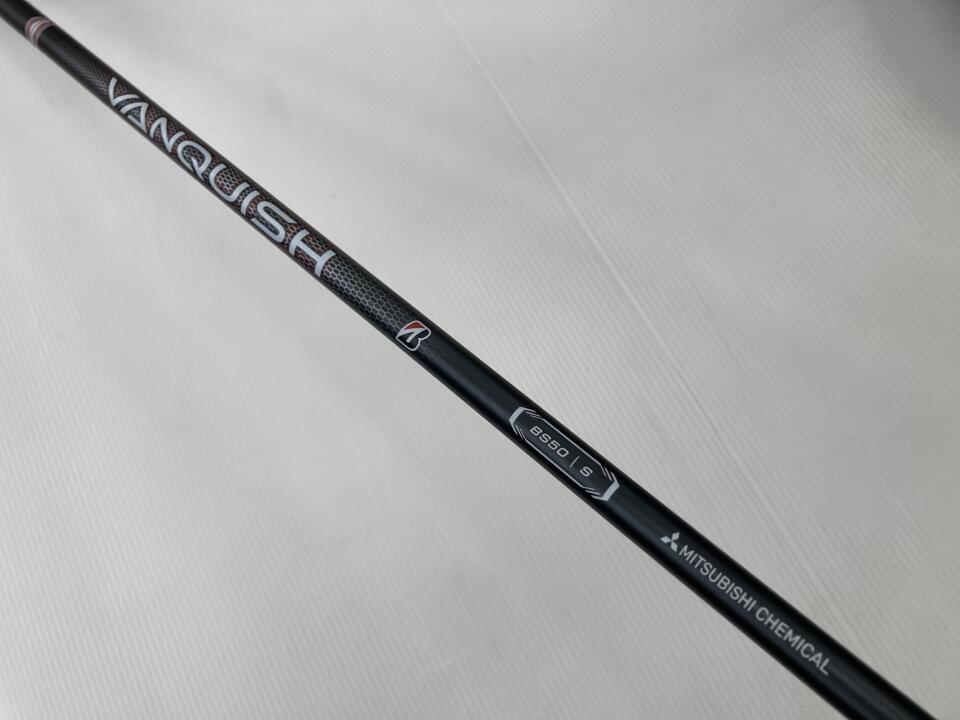 VANQUISH
B
BS50 | S
MITSUBISHI CHEMICAL